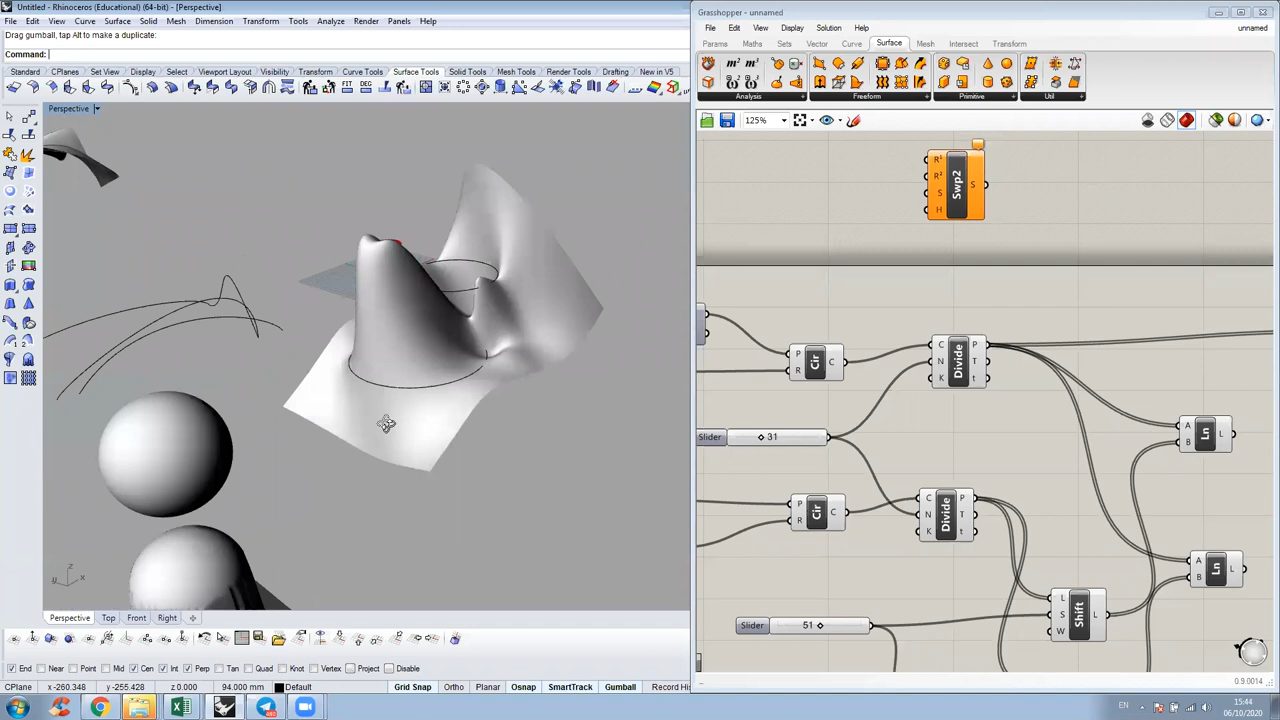 Untitled - Rhinoceros (Educational) (64-bit) - [Perspective]
File Edit View Curve Surface Solid Mesh Dimension Transform Tools Analyze Render Panels Help
Drag gumball, tap Alt to make a duplicate:
Command:
Standard CPlanes Set View Display Select Viewport Layout Visibility Transform Curve Tools Surface Tools Solid Tools Mesh Tools Render Tools Drafting New in V5
Perspective
z
y x
Perspective Top Front Right
End Near Point Mid Cen Int Perp Tan Quad Knot Vertex Project Disable
CPlane x -260.348 y -255.428 z 0.000 94.000 mm Default Grid Snap Ortho Planar Osnap SmartTrack Gumball Record Hi
Grasshopper - unnamed
File Edit View Display Solution Help unnamed
Params Maths Sets Vector Curve Surface Mesh Intersect Transform
Analysis Freeform Primitive Util
125%
R¹
R²
S
H
Swp2
S
P
R
Cir
C
C
N
K
Divide
P
T
t
Slider 31
A
B
Ln
L
P
R
Cir
C
C
N
K
Divide
P
T
t
A
B
Ln
L
Slider 51
L
S
W
Shift
L
0.9.0014
EN 15:44
06/10/2020